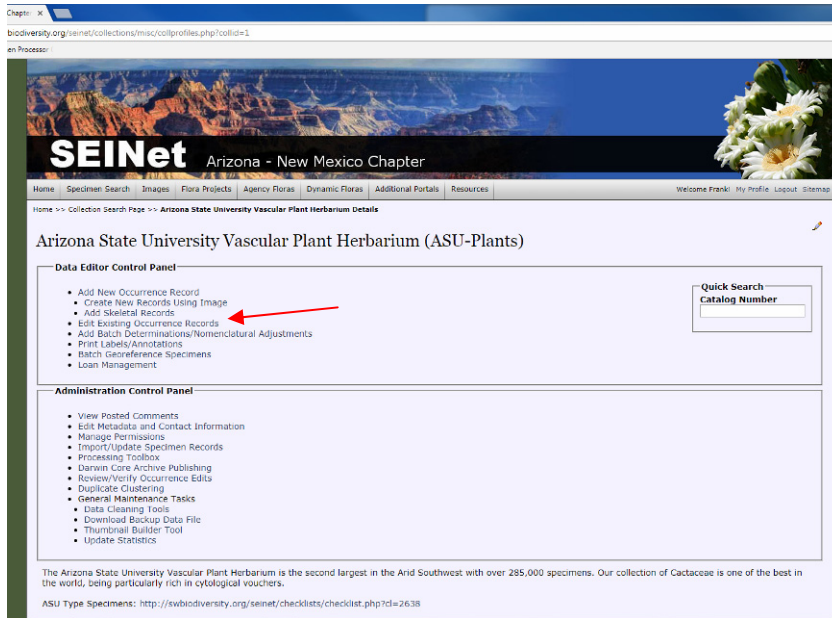 Chapter ×
biodiversity.org/seinet/collections/misc/collprofiles.php?collid=1
en Processor
SEINet Arizona - New Mexico Chapter
Home Specimen Search Images Flora Projects Agency Floras Dynamic Floras Additional Portals Resources Welcome Frank! My Profile Logout Sitemap
Home >> Collection Search Page >> Arizona State University Vascular Plant Herbarium Details
Arizona State University Vascular Plant Herbarium (ASU-Plants)
Data Editor Control Panel
Add New Occurrence Record
Create New Records Using Image
Add Skeletal Records
Edit Existing Occurrence Records
Add Batch Determinations/Nomenclatural Adjustments
Print Labels/Annotations
Batch Georeference Specimens
Loan Management
Quick Search
Catalog Number
Administration Control Panel
View Posted Comments
Edit Metadata and Contact Information
Manage Permissions
Import/Update Specimen Records
Processing Toolbox
Darwin Core Archive Publishing
Review/Verify Occurrence Edits
Duplicate Clustering
General Maintenance Tasks
Data Cleaning Tools
Download Backup Data File
Thumbnail Builder Tool
Update Statistics
The Arizona State University Vascular Plant Herbarium is the second largest in the Arid Southwest with over 285,000 specimens. Our collection of Cactaceae is one of the best in
the world, being particularly rich in cytological vouchers.
ASU Type Specimens: http://swbiodiversity.org/seinet/checklists/checklist.php?cl=2638